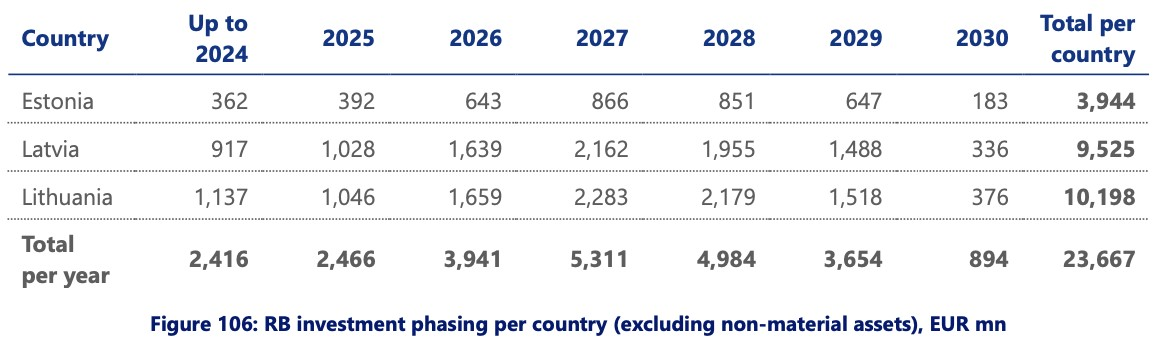 Country Up to 2024 2025 2026 2027 2028 2029 2030 Total per country
Estonia 362 392 643 866 851 647 183 3,944
Latvia 917 1,028 1,639 2,162 1,955 1,488 336 9,525
Lithuania 1,137 1,046 1,659 2,283 2,179 1,518 376 10,198
Total per year 2,416 2,466 3,941 5,311 4,984 3,654 894 23,667
Figure 106: RB investment phasing per country (excluding non-material assets), EUR mn